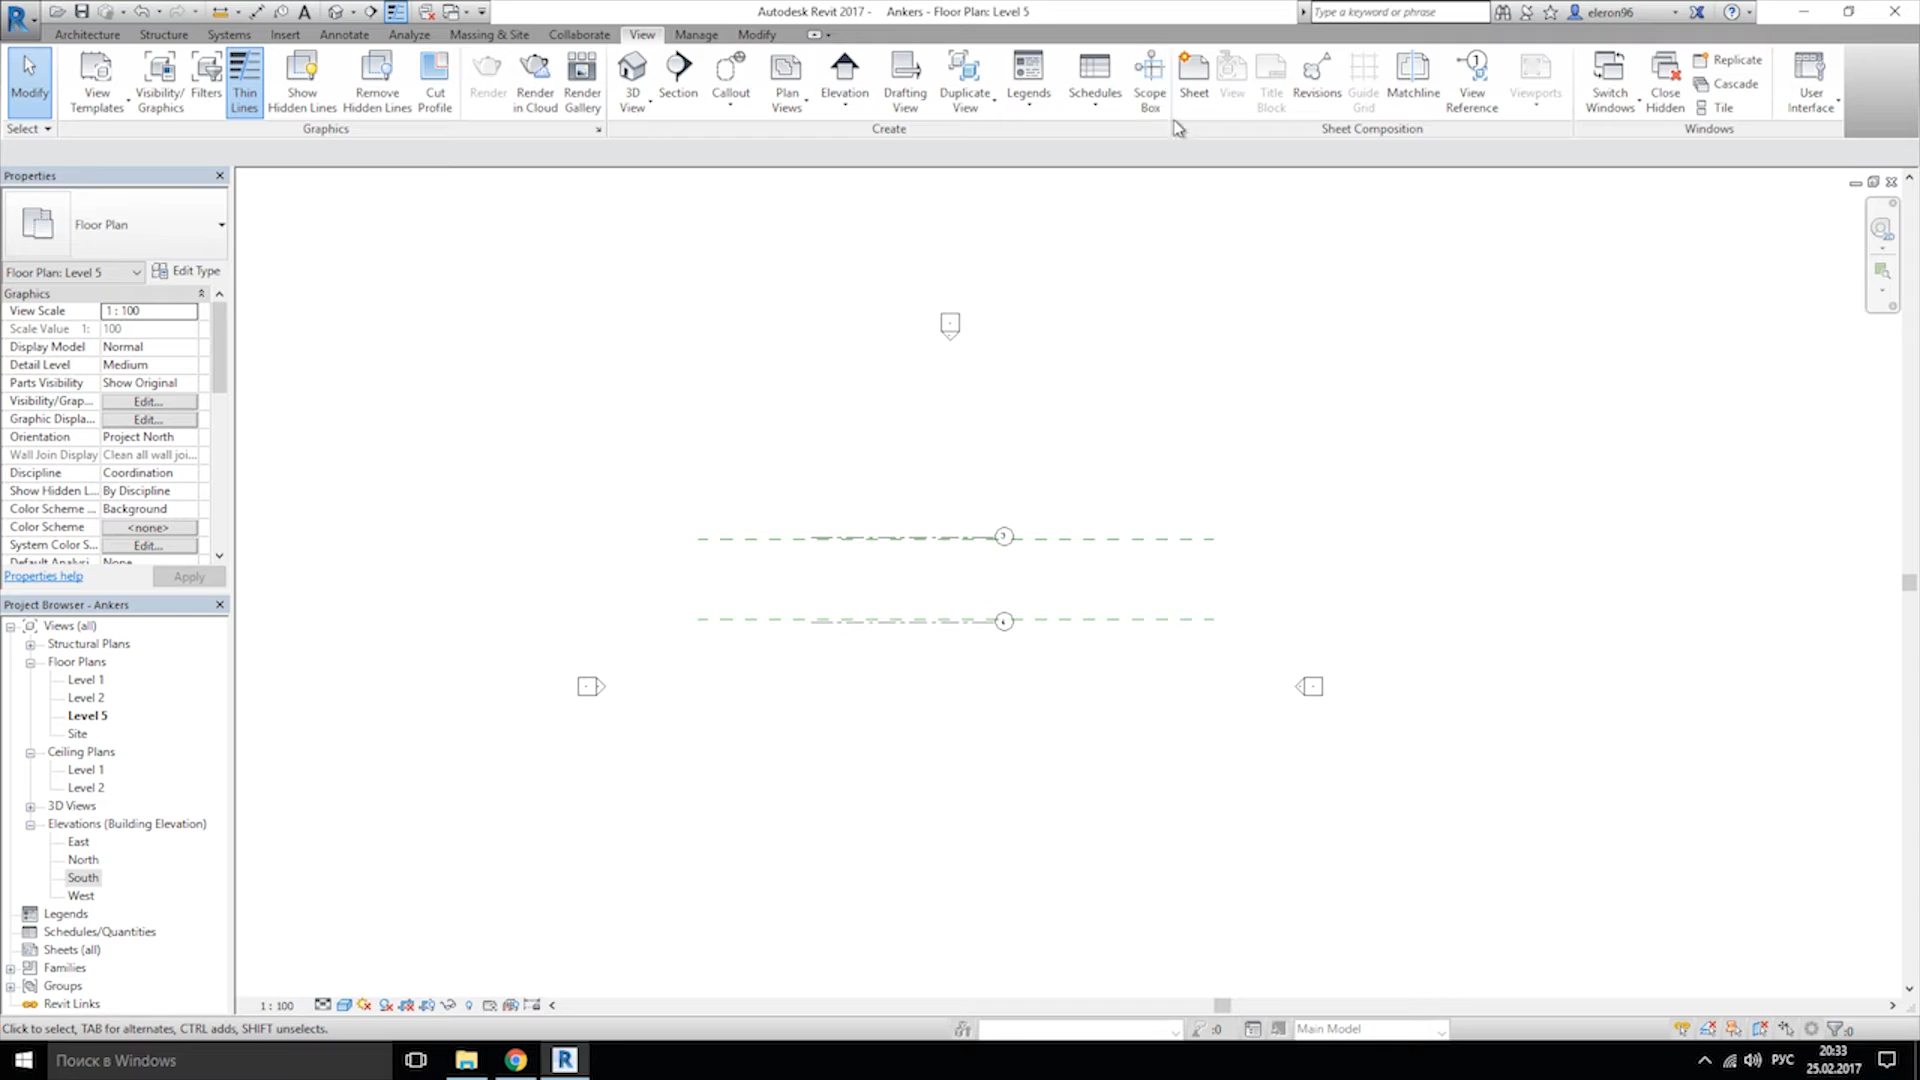 Autodesk Revit 2017 -    Ankers - Floor Plan: Level 5
Type a keyword or phrase
eleron96
Architecture
Structure
Systems
Insert
Annotate
Analyze
Massing & Site
Collaborate
View
Manage
Modify
Modify
View Templates
Visibility/ Graphics
Filters
Thin Lines
Show Hidden Lines
Remove Hidden Lines
Cut Profile
Render
Render in Cloud
Render Gallery
3D View
Section
Callout
Plan Views
Elevation
Drafting View
Duplicate View
Legends
Schedules
Scope Box
Sheet
View
Title Block
Revisions
Guide Grid
Matchline
View Reference
Viewports
Switch Windows
Close Hidden
Replicate
Cascade
Tile
User Interface
Select
Graphics
Create
Sheet Composition
Windows
Properties
Floor Plan
Floor Plan: Level 5
Edit Type
Graphics
View Scale 1 : 100
Scale Value 1: 100
Display Model Normal
Detail Level Medium
Parts Visibility Show Original
Visibility/Grap... Edit...
Graphic Displa... Edit...
Orientation Project North
Wall Join Display Clean all wall joi...
Discipline Coordination
Show Hidden L... By Discipline
Color Scheme ... Background
Color Scheme <none>
System Color S... Edit...
Default Analysi... None
Properties help
Apply
Project Browser - Ankers
Views (all)
Structural Plans
Floor Plans
Level 1
Level 2
Level 5
Site
Ceiling Plans
Level 1
Level 2
3D Views
Elevations (Building Elevation)
East
North
South
West
Legends
Schedules/Quantities
Sheets (all)
Families
Groups
Revit Links
3
1 : 100
Click to select, TAB for alternates, CTRL adds, SHIFT unselects.
:0
Main Model
:0
Поиск в Windows
РУС
20:33
25.02.2017